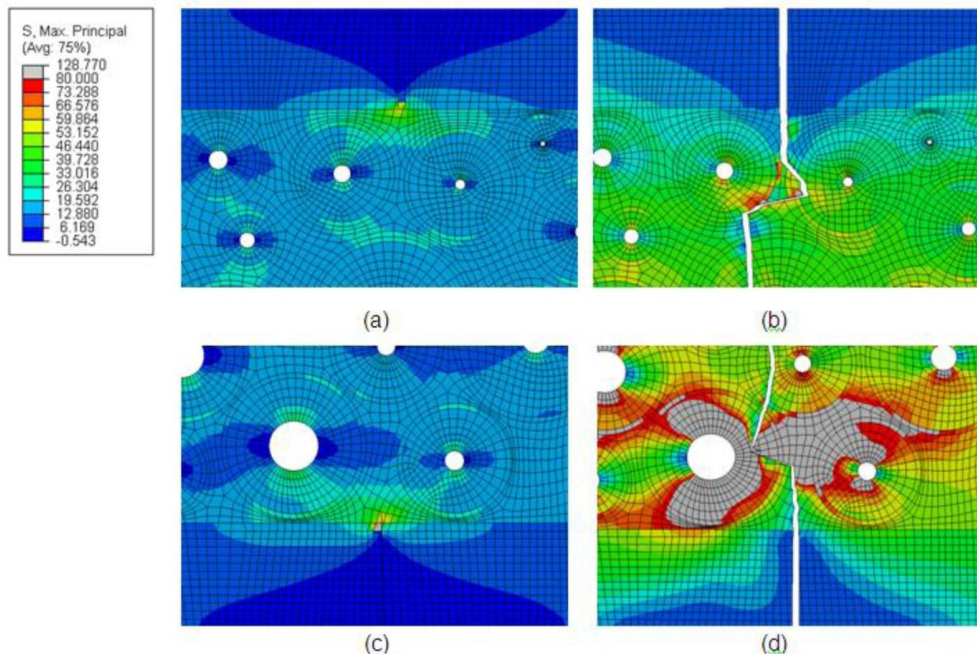 S, Max. Principal
(Avg: 75%)
128.770
80.000
73.288
66.576
59.864
53.152
46.440
39.728
33.016
26.304
19.592
12.880
6.169
-0.543
(a)
(b)
(c)
(d)